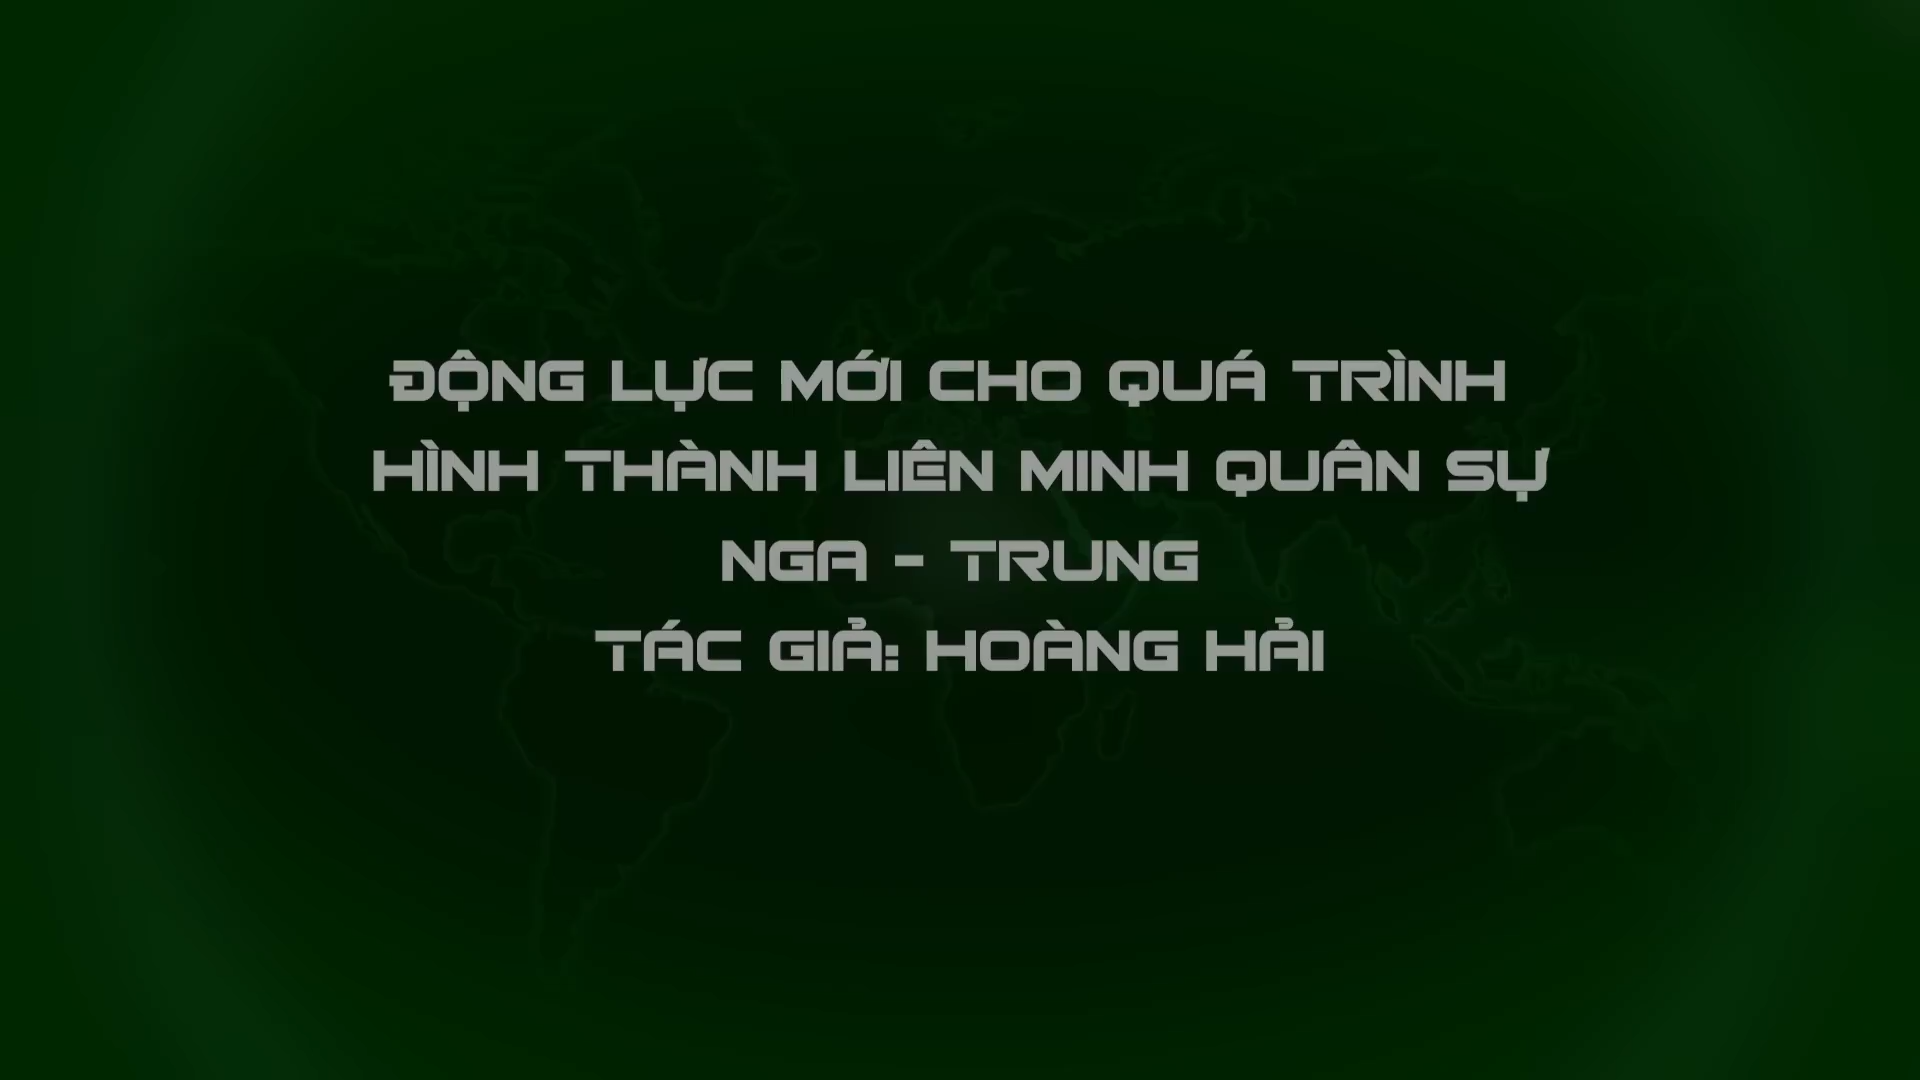 ĐỘNG LỰC MỚI CHO QUÁ TRÌNH
HÌNH THÀNH LIÊN MINH QUÂN SỰ
NGA - TRUNG
TÁC GIẢ: HOÀNG HẢI